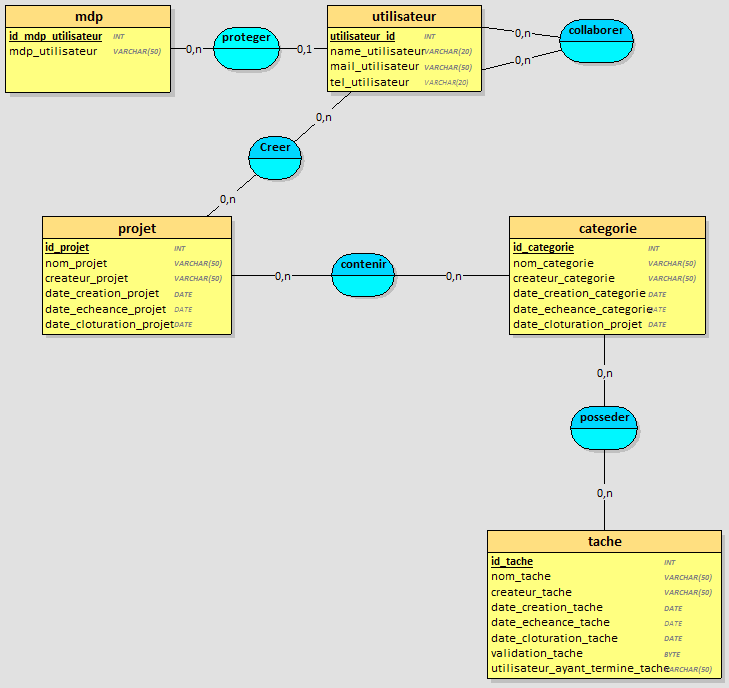 mdp
id_mdp_utilisateur INT
mdp_utilisateur VARCHAR(50)
0,n
proteger
0,1
utilisateur
utilisateur_id INT
name_utilisateur VARCHAR(20)
mail_utilisateur VARCHAR(50)
tel_utilisateur VARCHAR(20)
0,n
0,n
collaborer
0,n
Creer
0,n
projet
id_projet INT
nom_projet VARCHAR(50)
createur_projet VARCHAR(50)
date_creation_projet DATE
date_echeance_projet DATE
date_cloturation_projet DATE
0,n
contenir
0,n
categorie
id_categorie INT
nom_categorie VARCHAR(50)
createur_categorie VARCHAR(50)
date_creation_categorie DATE
date_echeance_categorie DATE
date_cloturation_projet DATE
0,n
posseder
0,n
tache
id_tache INT
nom_tache VARCHAR(50)
createur_tache VARCHAR(50)
date_creation_tache DATE
date_echeance_tache DATE
date_cloturation_tache DATE
validation_tache BYTE
utilisateur_ayant_termine_tache VARCHAR(50)